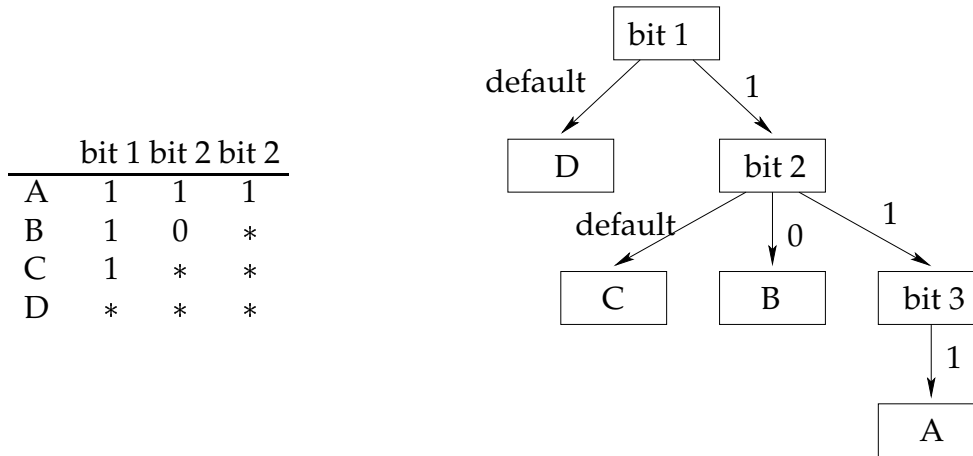 bit 1 bit 2 bit 2
A 1 1 1
B 1 0 *
C 1 * *
D * * *
bit 1
default 1
D bit 2
default 0 1
C B bit 3
1
A